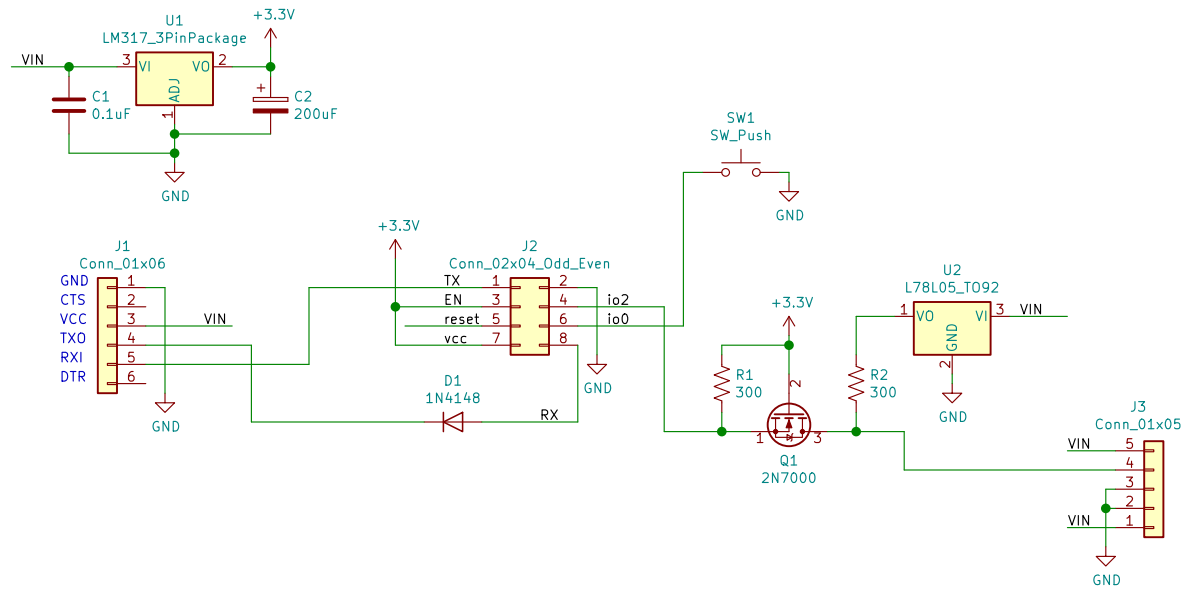 +3.3V
U1
LM317_3PinPackage
VIN
3
VI
VO
2
ADJ
1
C1
0.1uF
+
C2
200uF
GND
SW1
SW_Push
GND
J1
Conn_01x06
GND
1
CTS
2
VCC
3
VIN
TXO
4
RXI
5
DTR
6
GND
+3.3V
J2
Conn_02x04_Odd_Even
TX
1
2
EN
3
4
io2
reset
5
6
io0
vcc
7
8
GND
D1
1N4148
RX
+3.3V
R1
300
2
1
3
Q1
2N7000
R2
300
U2
L78L05_TO92
1
VO
VI
3
VIN
GND
2
GND
J3
Conn_01x05
VIN
5
4
3
2
VIN
1
GND